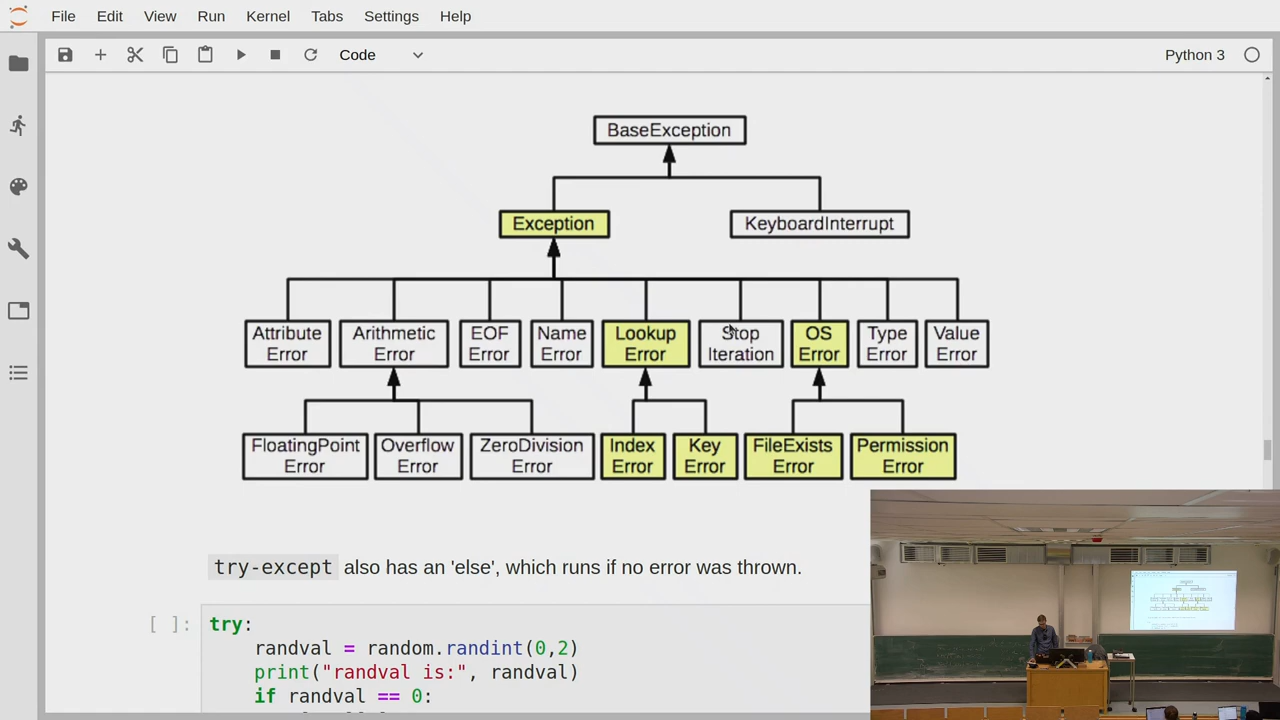 File Edit View Run Kernel Tabs Settings Help
Code Python 3
BaseException
Exception KeyboardInterrupt
Attribute Error
Arithmetic Error
EOF Error
Name Error
Lookup Error
Stop Iteration
OS Error
Type Error
Value Error
FloatingPoint Error
Overflow Error
ZeroDivision Error
Index Error
Key Error
FileExists Error
Permission Error
try-except also has an 'else', which runs if no error was thrown.
[ ]: try:
randval = random.randint(0,2)
print("randval is:", randval)
if randval == 0: